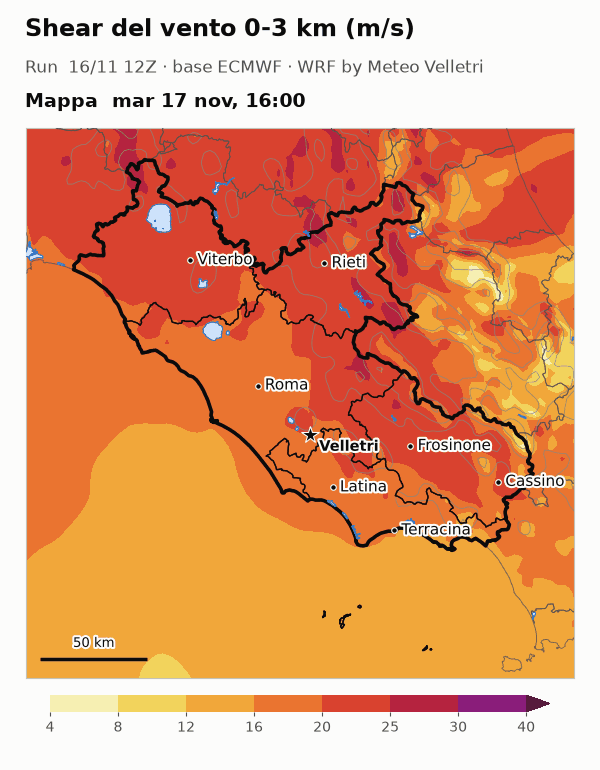 Shear del vento 0-3 km (m/s)
Run 16/11 12Z · base ECMWF · WRF by Meteo Velletri
Mappa mar 17 nov, 16:00
Viterbo
Rieti
Roma
Velletri
Frosinone
Latina
Cassino
Terracina
50 km
4 8 12 16 20 25 30 40